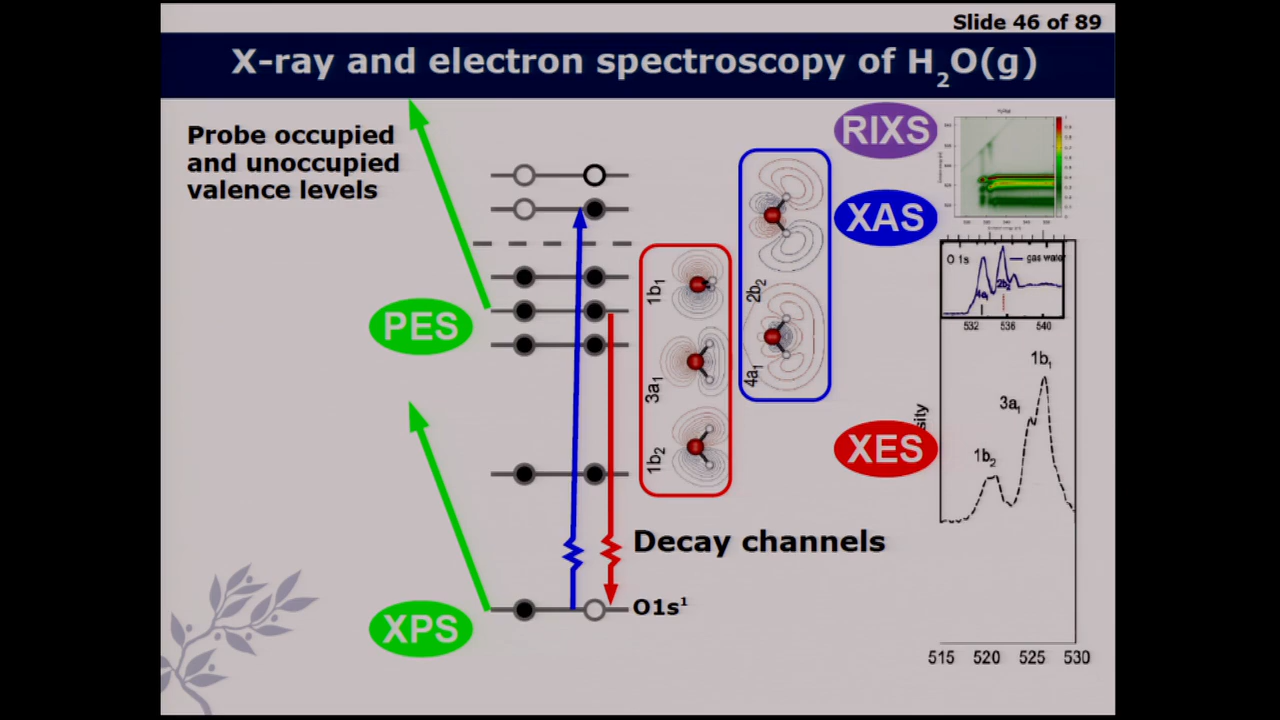 Slide 46 of 89
X-ray and electron spectroscopy of H₂O(g)
Probe occupied
and unoccupied
valence levels
RIXS
XAS
PES
XES
XPS
1b₁
3a₁
1b₂
2b₂
4a₁
Decay channels
O1s¹
O 1s
gas water
4a₁
2b₂
532 536 540
1b₁
3a₁
1b₂
515 520 525 530